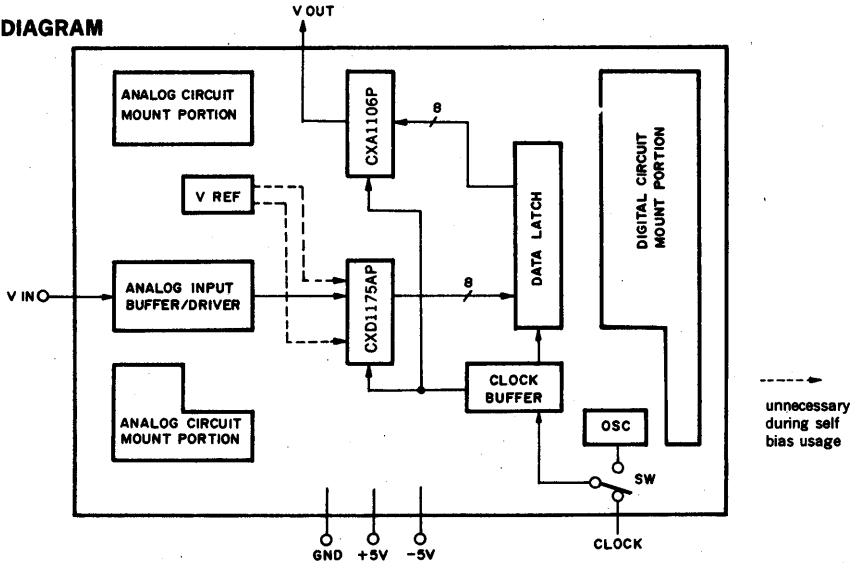 DIAGRAM
V OUT
ANALOG CIRCUIT
MOUNT PORTION
CXA1106P
8
DIGITAL CIRCUIT
MOUNT PORTION
V REF
DATA LATCH
V IN
ANALOG INPUT
BUFFER/DRIVER
CXD1175AP
8
ANALOG CIRCUIT
MOUNT PORTION
CLOCK
BUFFER
OSC
SW
unnecessary
during self
bias usage
GND
+5V
-5V
CLOCK